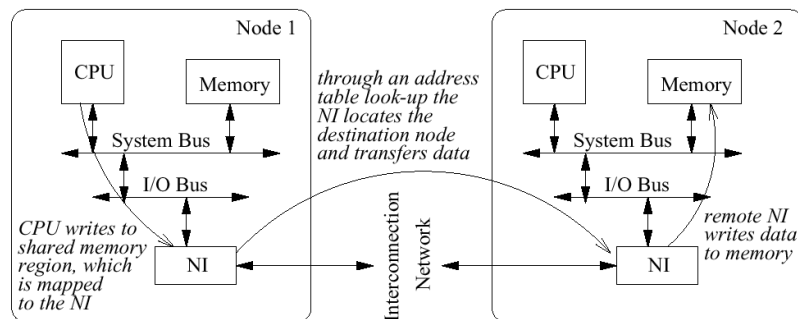 Node 1
CPU
Memory
System Bus
I/O Bus
CPU writes to
shared memory
region, which
is mapped
to the NI
NI
through an address
table look-up the
NI locates the
destination node
and transfers data
Interconnection
Network
Node 2
CPU
Memory
System Bus
I/O Bus
NI
remote NI
writes data
to memory